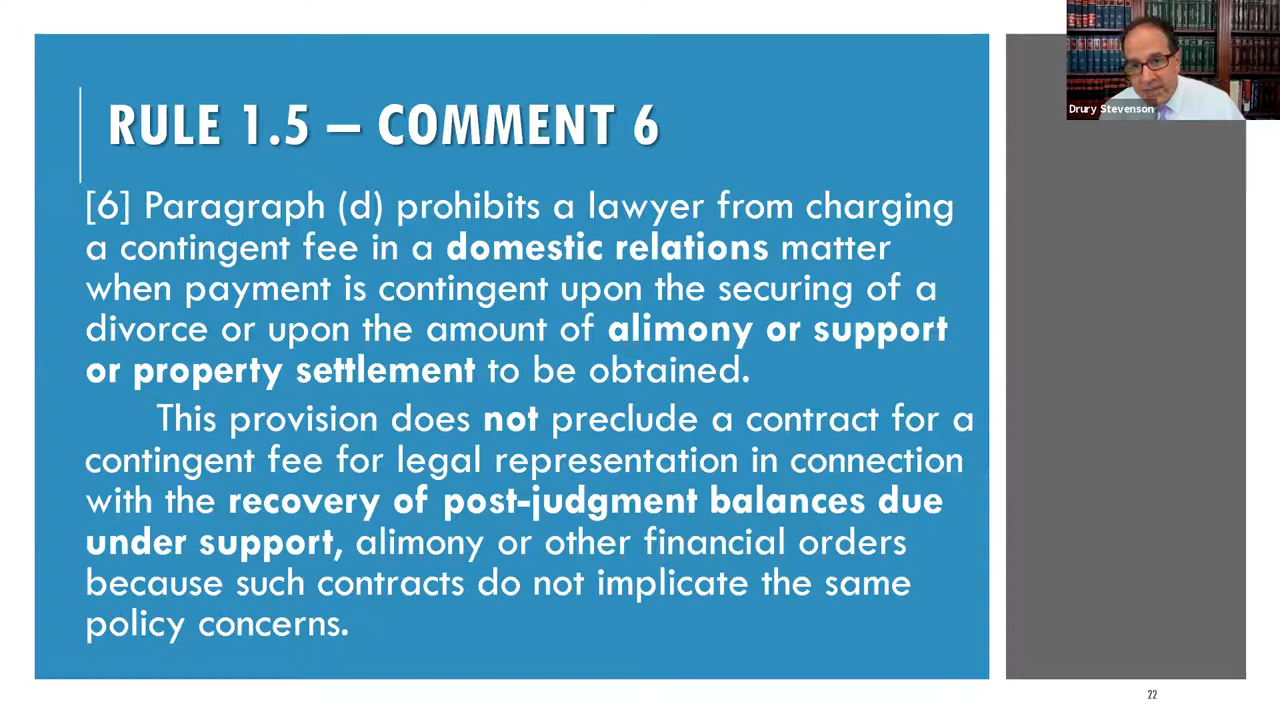 RULE 1.5 – COMMENT 6
[6] Paragraph (d) prohibits a lawyer from charging
a contingent fee in a domestic relations matter
when payment is contingent upon the securing of a
divorce or upon the amount of alimony or support
or property settlement to be obtained.
This provision does not preclude a contract for a
contingent fee for legal representation in connection
with the recovery of post-judgment balances due
under support, alimony or other financial orders
because such contracts do not implicate the same
policy concerns.
Drury Stevenson
22